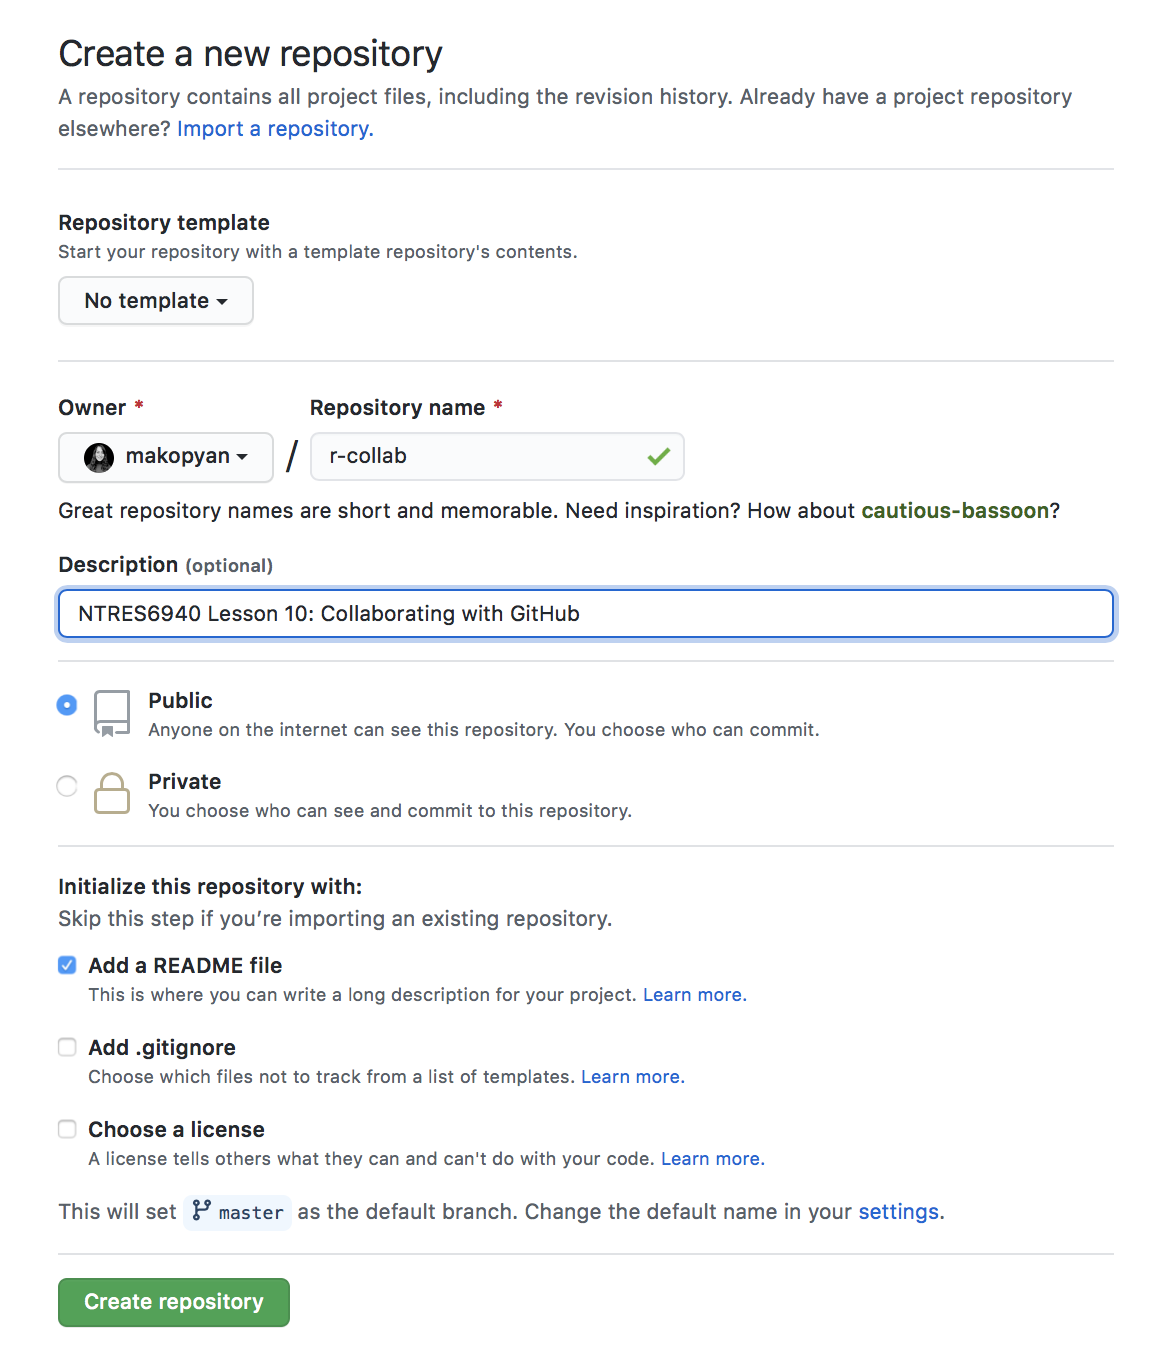 Create a new repository
A repository contains all project files, including the revision history. Already have a project repository
elsewhere? Import a repository.
Repository template
Start your repository with a template repository's contents.
No template
Owner * Repository name *
makopyan / r-collab
Great repository names are short and memorable. Need inspiration? How about cautious-bassoon?
Description (optional)
NTRES6940 Lesson 10: Collaborating with GitHub
Public
Anyone on the internet can see this repository. You choose who can commit.
Private
You choose who can see and commit to this repository.
Initialize this repository with:
Skip this step if you’re importing an existing repository.
Add a README file
This is where you can write a long description for your project. Learn more.
Add .gitignore
Choose which files not to track from a list of templates. Learn more.
Choose a license
A license tells others what they can and can't do with your code. Learn more.
This will set master as the default branch. Change the default name in your settings.
Create repository